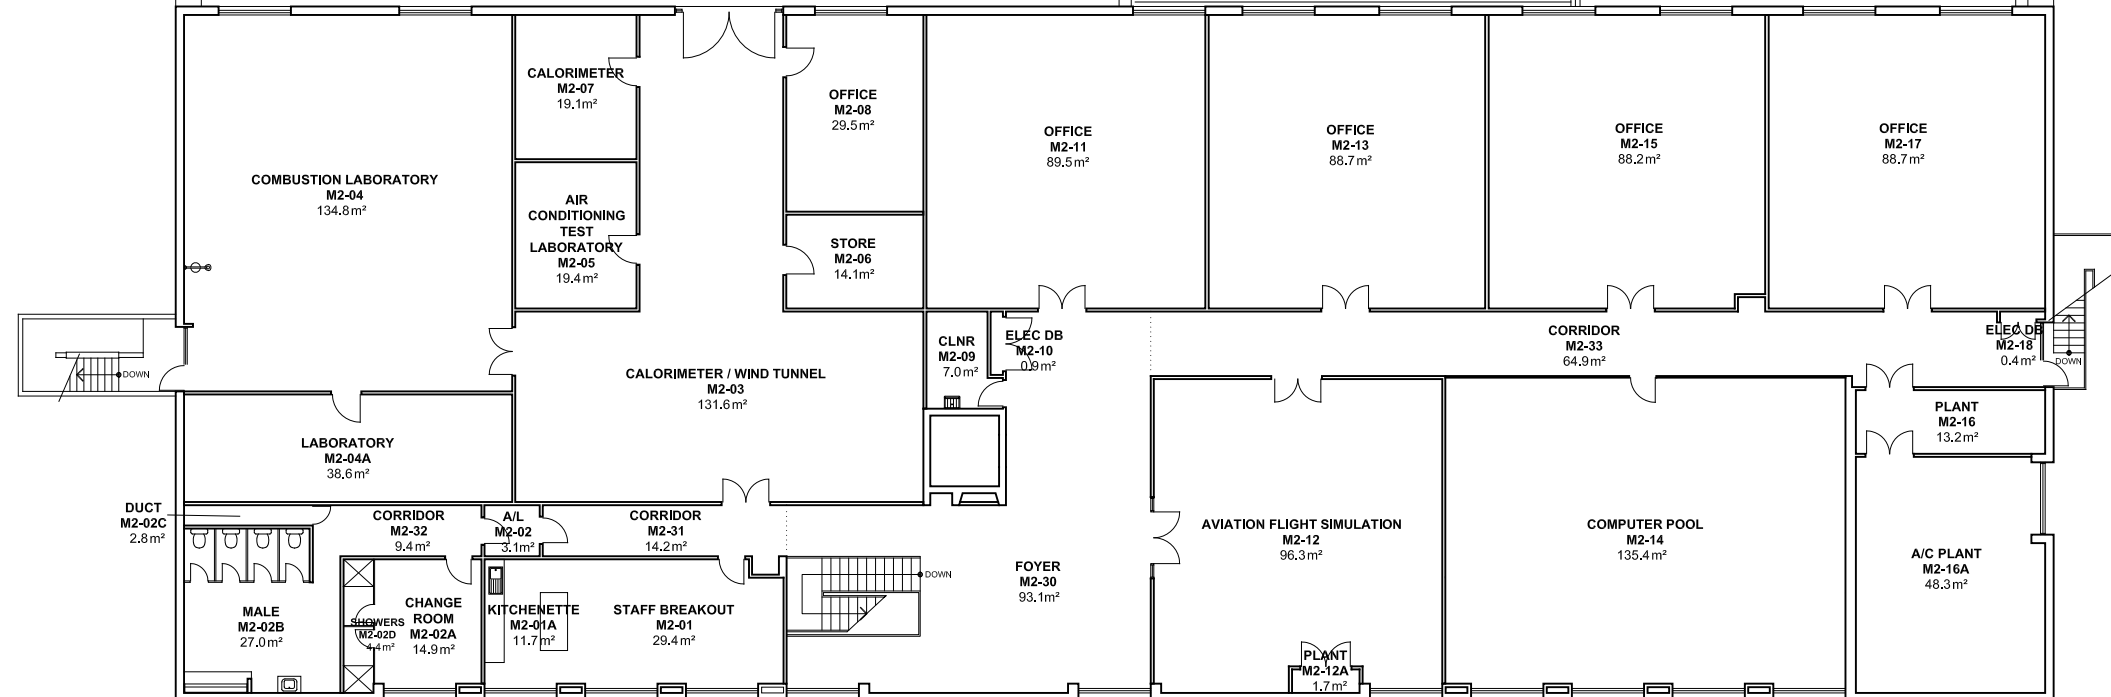 CALORIMETER
M2-07
19.1m²
OFFICE
M2-08
29.5m²
OFFICE
M2-11
89.5m²
OFFICE
M2-13
88.7m²
OFFICE
M2-15
88.2m²
OFFICE
M2-17
88.7m²
COMBUSTION LABORATORY
M2-04
134.8m²
AIR
CONDITIONING
TEST
LABORATORY
M2-05
19.4m²
STORE
M2-06
14.1m²
DOWN
CALORIMETER / WIND TUNNEL
M2-03
131.6m²
CLNR
M2-09
7.0m²
ELEC DB
M2-10
0.9m²
CORRIDOR
M2-33
64.9m²
ELEC DB
M2-18
0.4m²
DOWN
PLANT
M2-16
13.2m²
LABORATORY
M2-04A
38.6m²
DUCT
M2-02C
2.8m²
CORRIDOR
M2-32
9.4m²
A/L
M2-02
3.1m²
CORRIDOR
M2-31
14.2m²
AVIATION FLIGHT SIMULATION
M2-12
96.3m²
COMPUTER POOL
M2-14
135.4m²
A/C PLANT
M2-16A
48.3m²
DOWN
FOYER
M2-30
93.1m²
MALE
M2-02B
27.0m²
SHOWERS
M2-02D
4.4m²
CHANGE
ROOM
M2-02A
14.9m²
KITCHENETTE
M2-01A
11.7m²
STAFF BREAKOUT
M2-01
29.4m²
PLANT
M2-12A
1.7m²